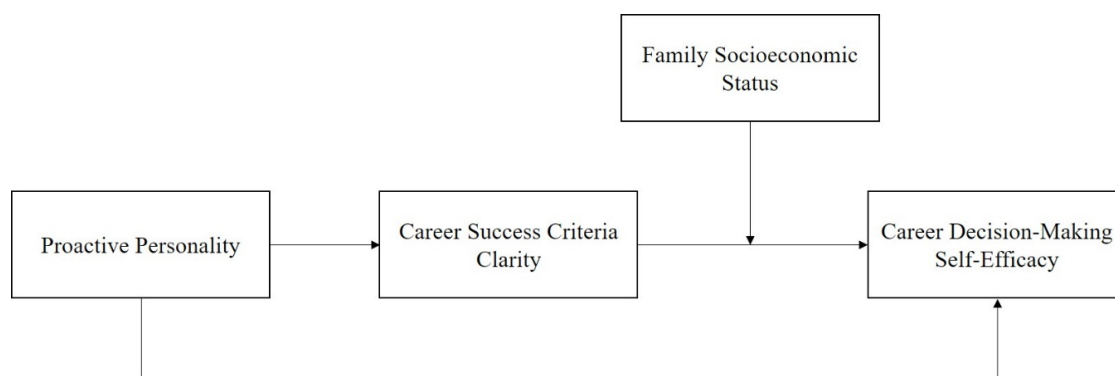 Family Socioeconomic
Status
Proactive Personality
Career Success Criteria
Clarity
Career Decision-Making
Self-Efficacy